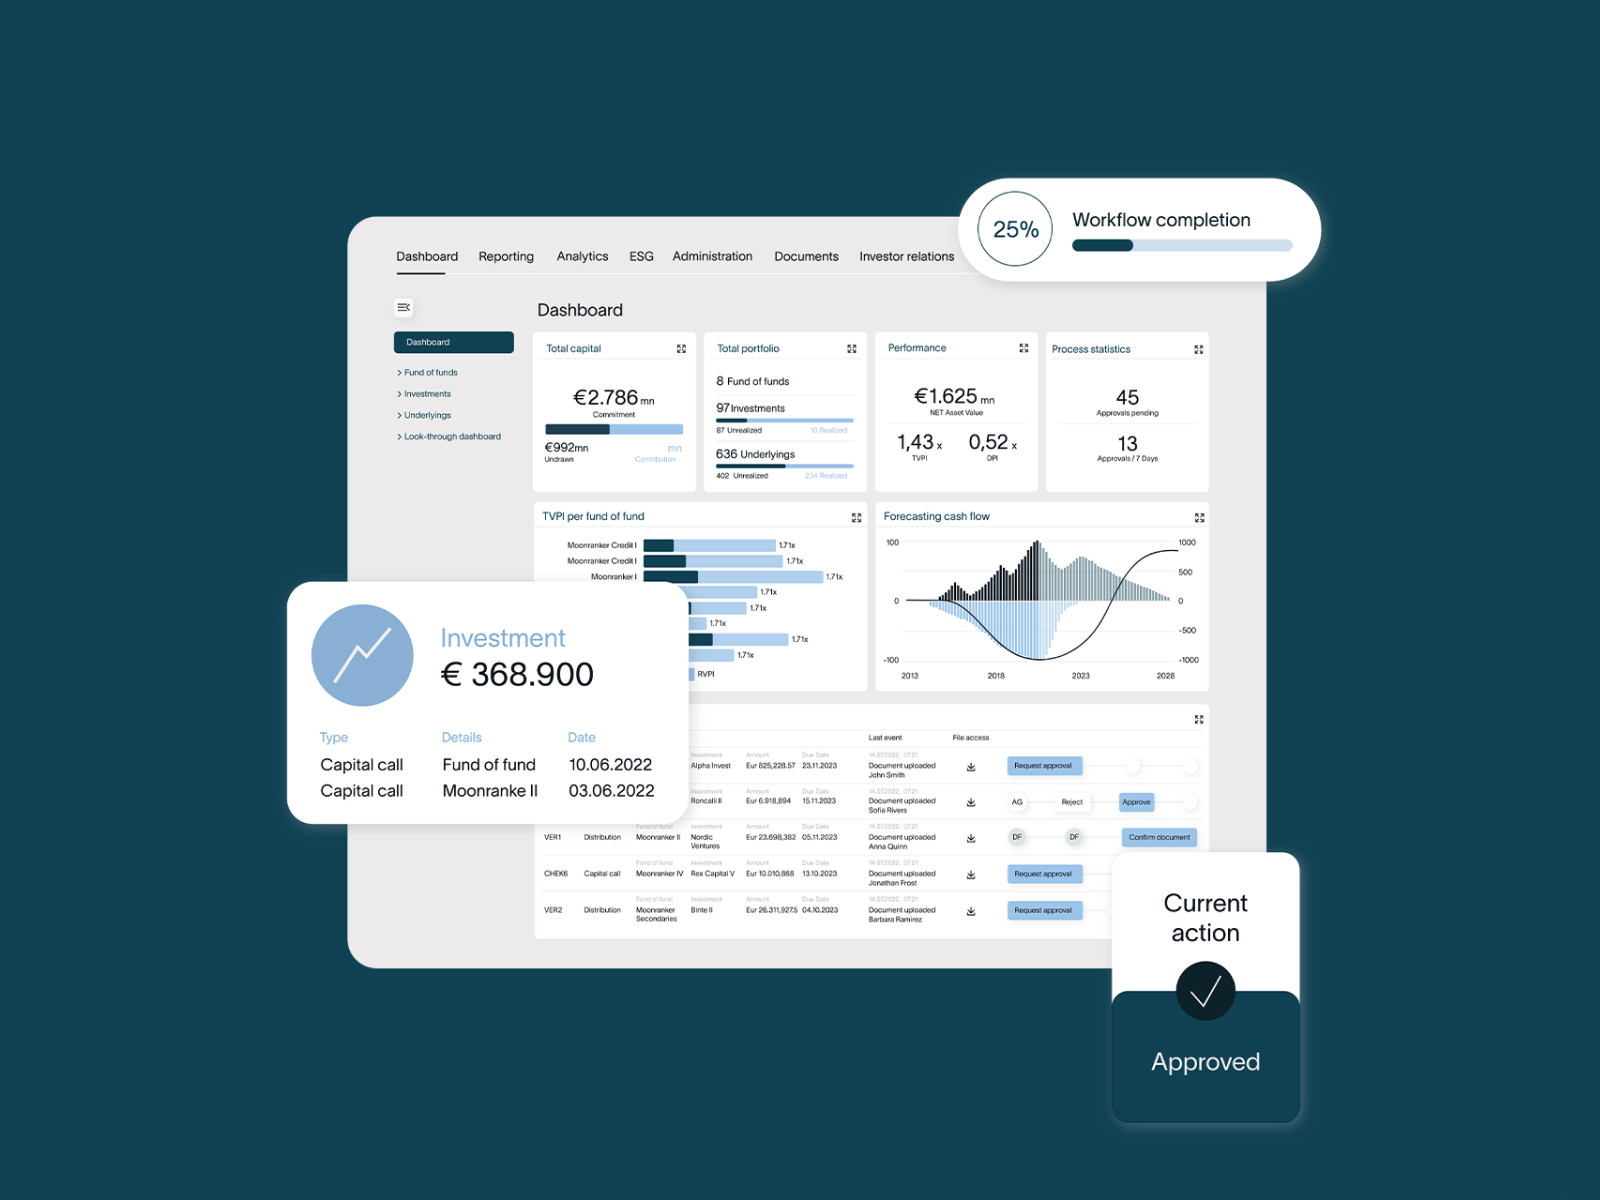 25%
Workflow completion
Dashboard Reporting Analytics ESG Administration Documents Investor relations
Dashboard
Dashboard
Fund of funds
Investments
Underlyings
Look-through dashboard
Total capital
€2.786 mn
Commitment
€992mn mn
Undrawn Contribution
Total portfolio
8 Fund of funds
97 Investments
87 Unrealized 10 Realized
636 Underlyings
402 Unrealized 234 Realized
Performance
€1.625 mn
NET Asset Value
1,43 x 0,52 x
TVPI DPI
Process statistics
45
Approvals pending
13
Approvals / 7 Days
TVPI per fund of fund
Moonranker Credit I 1.71x
Moonranker Credit I 1.71x
Moonranker I 1.71x
1.71x
1.71x
1.71x
1.71x
1.71x
RVPI
Forecasting cash flow
100 1000
500
0 0
-500
-100 -1000
2013 2018 2023 2028
Investment
€ 368.900
Type Details Date
Capital call Fund of fund 10.06.2022
Capital call Moonranke II 03.06.2022
Last event File access
Investment Amount Due Date 14.07.2022, 07:21
Alpha Invest Eur 825,228.57 23.11.2023 Document uploaded Request approval
John Smith
Investment Amount Due Date 14.07.2022, 07:21
Roncalli II Eur 6.918,894 15.11.2023 Document uploaded AG Reject Approve
Sofia Rivers
Fund of fund Investment Amount Due Date 14.07.2022, 07:21
VER1 Distribution Moonranker II Nordic Eur 23.698,382 05.11.2023 Document uploaded DF DF Confirm document
Ventures Anna Quinn
Fund of fund Investment Amount Due Date 14.07.2022, 07:21
CHEK6 Capital call Moonranker IV Rex Capital V Eur 10.010,868 13.10.2023 Document uploaded Request approval
Jonathan Frost
Fund of fund Investment Amount Due Date 14.07.2022, 07:21
VER2 Distribution Moonranker Binte II Eur 26.311,927.5 04.10.2023 Document uploaded Request approval
Secondaries Barbara Ramirez
Current
action
Approved